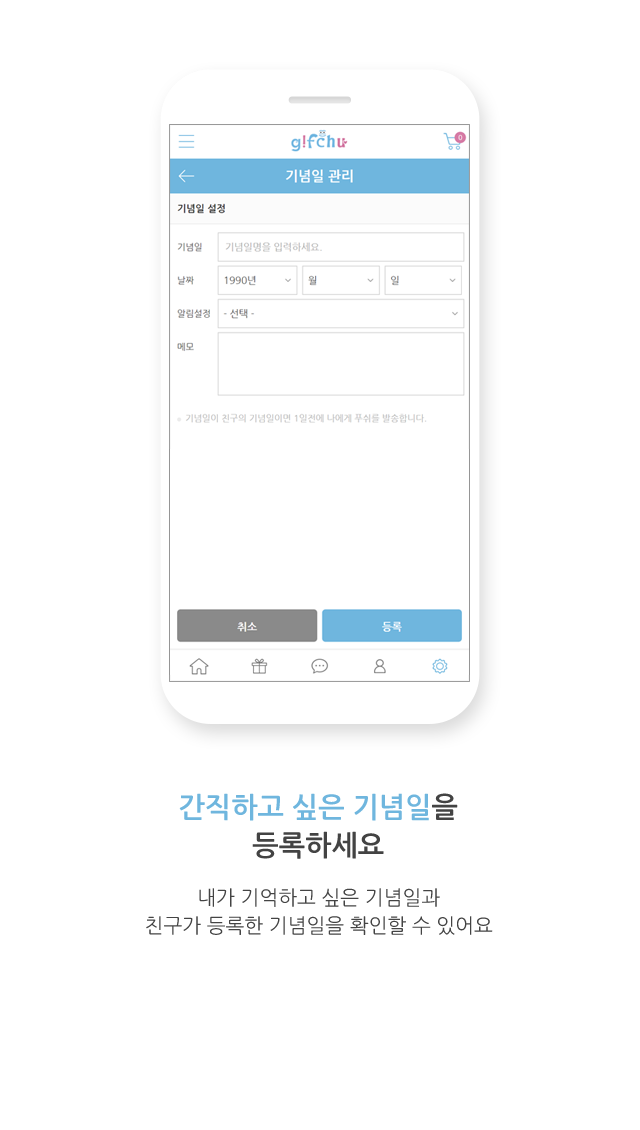 gifchu
0
기념일 관리
기념일 설정
기념일 기념일명을 입력하세요.
날짜 1990년 월 일
알림설정 - 선택 -
메모
※ 기념일이 친구의 기념일이면 1일전에 나에게 푸쉬를 발송합니다.
취소 등록
간직하고 싶은 기념일을
등록하세요
내가 기억하고 싶은 기념일과
친구가 등록한 기념일을 확인할 수 있어요